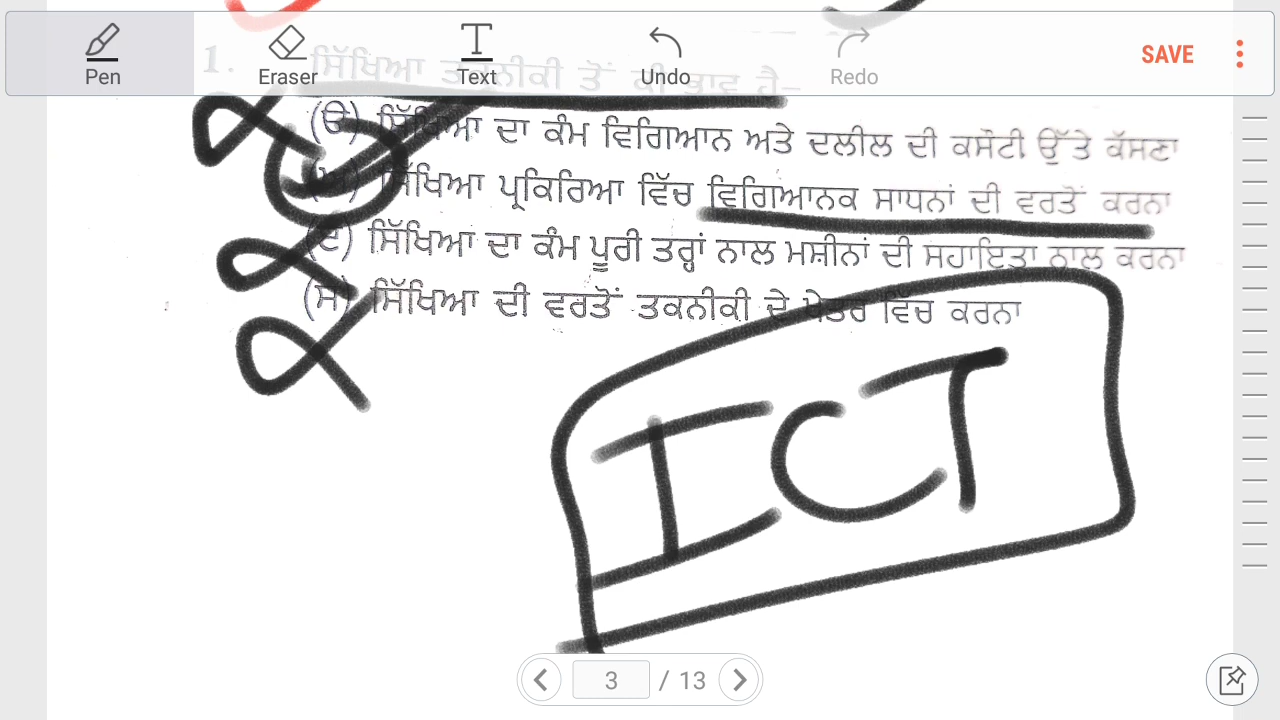 Pen
Eraser
Text
Undo
Redo
SAVE
1. ਸਿੱਖਿਆ ਤਕਨੀਕੀ ਤੋਂ ਕੀ ਭਾਵ ਹੈ–
(ੳ) ਸਿੱਖਿਆ ਦਾ ਕੰਮ ਵਿਗਿਆਨ ਅਤੇ ਦਲੀਲ ਦੀ ਕਸੌਟੀ ਉੱਤੇ ਕੱਸਣਾ
ਸਿੱਖਿਆ ਪ੍ਰਕਿਰਿਆ ਵਿੱਚ ਵਿਗਿਆਨਕ ਸਾਧਨਾਂ ਦੀ ਵਰਤੋਂ ਕਰਨਾ
(ੲ) ਸਿੱਖਿਆ ਦਾ ਕੰਮ ਪੂਰੀ ਤਰ੍ਹਾਂ ਨਾਲ ਮਸ਼ੀਨਾਂ ਦੀ ਸਹਾਇਤਾ ਨਾਲ ਕਰਨਾ
(ਸ) ਸਿੱਖਿਆ ਦੀ ਵਰਤੋਂ ਤਕਨੀਕੀ ਦੇ ਖੇਤਰ ਵਿਚ ਕਰਨਾ
ICT
3 / 13